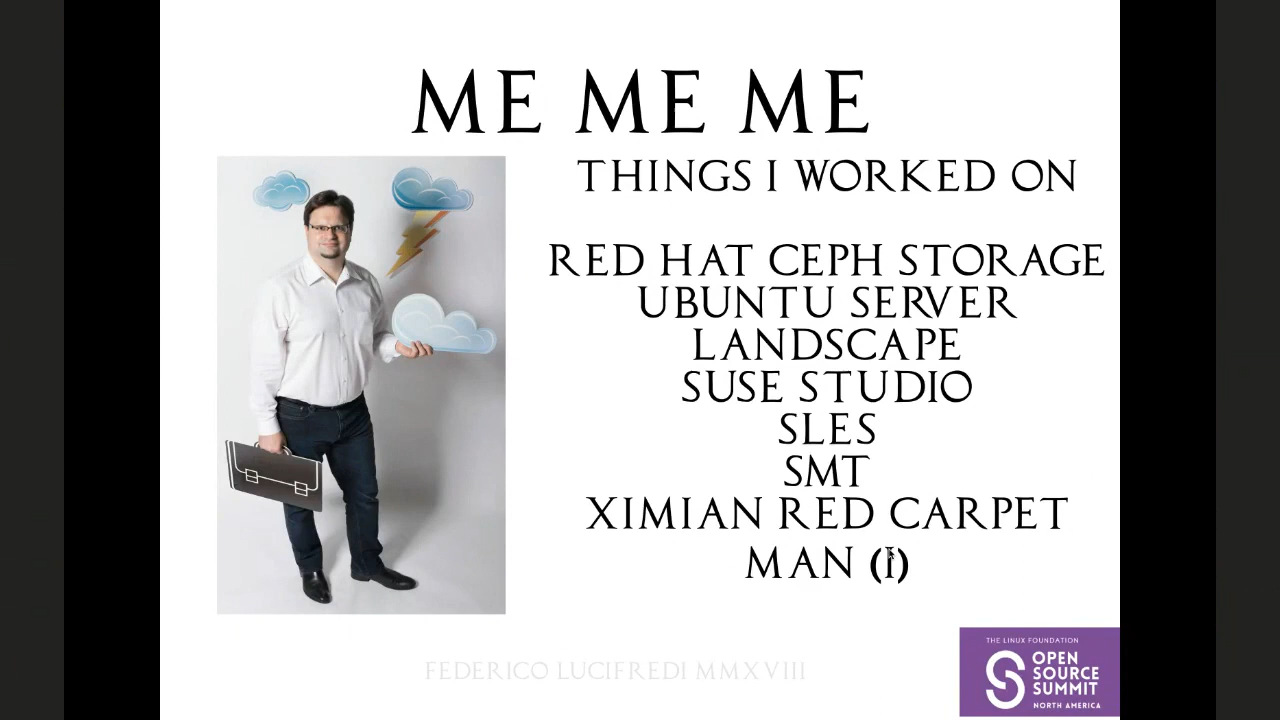 ME ME ME
THINGS I WORKED ON
RED HAT CEPH STORAGE
UBUNTU SERVER
LANDSCAPE
SUSE STUDIO
SLES
SMT
XIMIAN RED CARPET
MAN (I)
FEDERICO LUCIFREDI MMXVIII
THE LINUX FOUNDATION
OPEN
SOURCE
SUMMIT
NORTH AMERICA